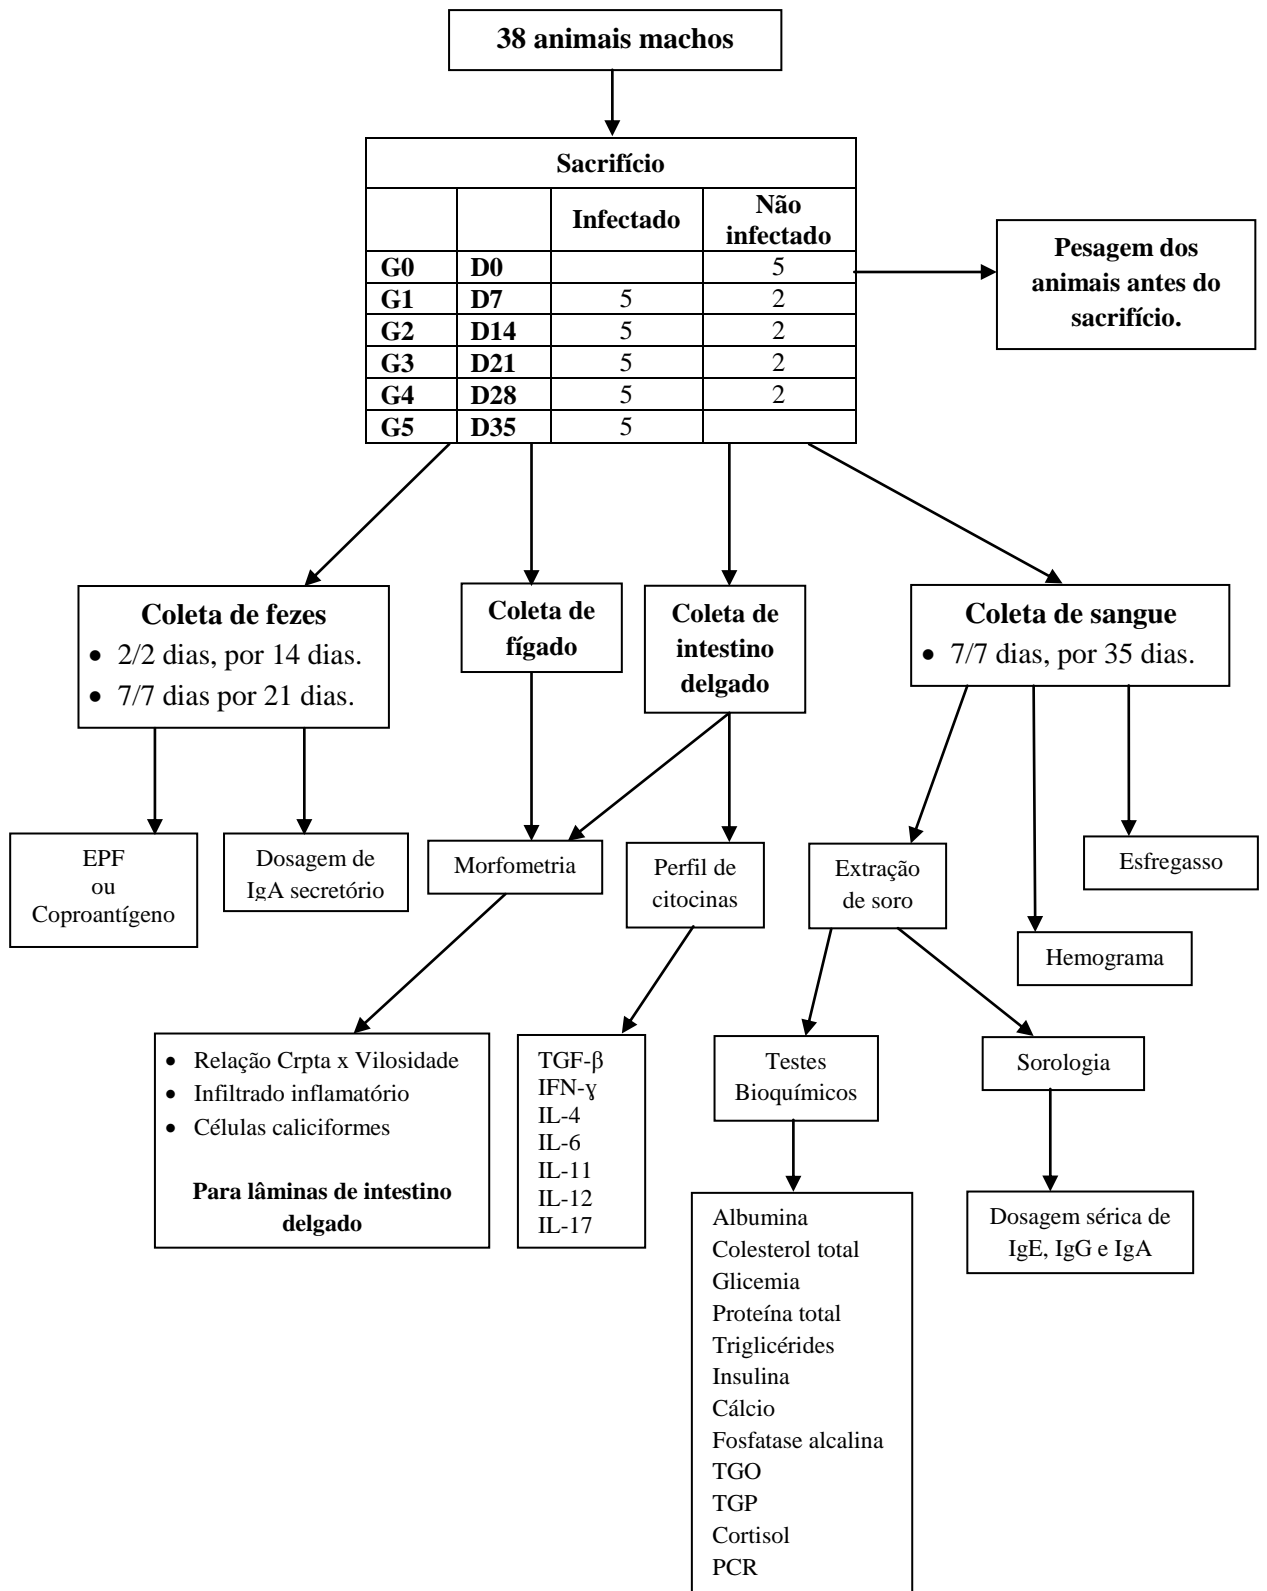 38 animais machos
Sacrifício
Infectado
Não
infectado
G0 D0 5
G1 D7 5 2
G2 D14 5 2
G3 D21 5 2
G4 D28 5 2
G5 D35 5
Pesagem dos
animais antes do
sacrifício.
Coleta de fezes
• 2/2 dias, por 14 dias.
• 7/7 dias por 21 dias.
Coleta de
fígado
Coleta de
intestino
delgado
Coleta de sangue
• 7/7 dias, por 35 dias.
EPF
ou
Coproantígeno
Dosagem de
IgA secretório
Morfometria
Perfil de
citocinas
Extração
de soro
Esfregasso
Hemograma
• Relação Crpta x Vilosidade
• Infiltrado inflamatório
• Células caliciformes
Para lâminas de intestino
delgado
TGF-β
IFN-ɣ
IL-4
IL-6
IL-11
IL-12
IL-17
Testes
Bioquímicos
Sorologia
Albumina
Colesterol total
Glicemia
Proteína total
Triglicérides
Insulina
Cálcio
Fosfatase alcalina
TGO
TGP
Cortisol
PCR
Dosagem sérica de
IgE, IgG e IgA